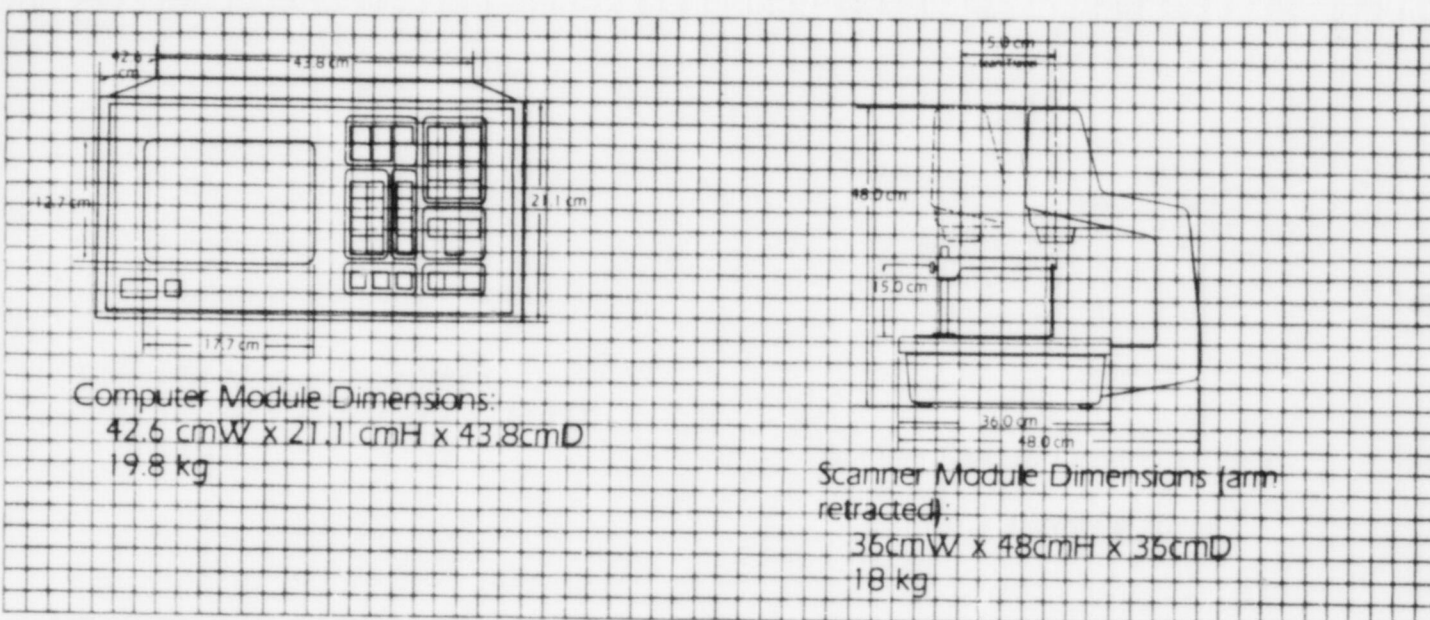 42.6
cm
43.8 cm
12.7 cm
21.1 cm
17.7 cm
Computer Module Dimensions:
42.6 cmW x 21.1 cmH x 43.8cmD
19.8 kg
15.0 cm
48.0 cm
15.0 cm
36.0 cm
48.0 cm
Scanner Module Dimensions (arm
retracted):
36cmW x 48cmH x 36cmD
18 kg